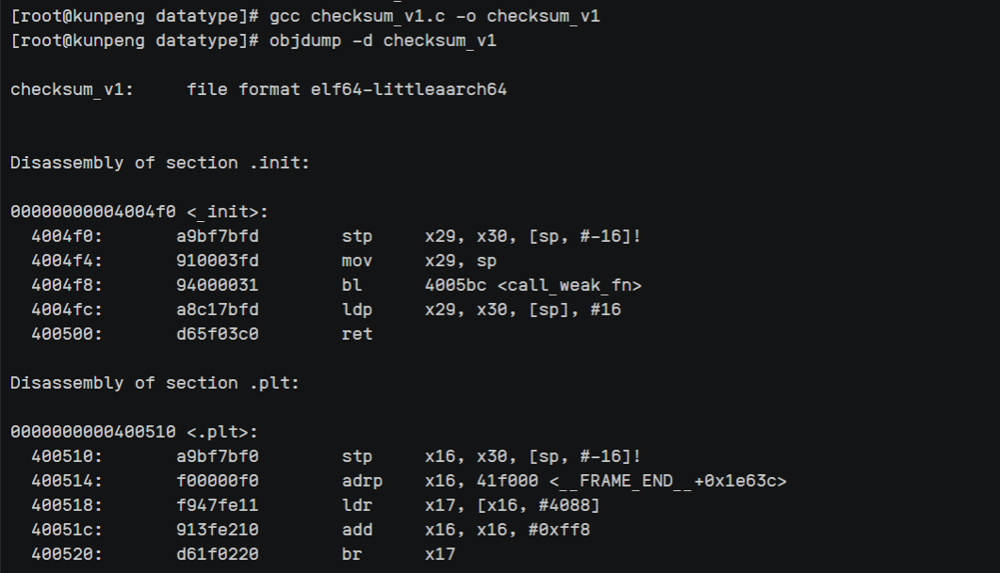 [root@kunpeng datatype]# gcc checksum_v1.c -o checksum_v1
[root@kunpeng datatype]# objdump -d checksum_v1
checksum_v1:     file format elf64-littleaarch64
Disassembly of section .init:
00000000004004f0 <_init>:
  4004f0:       a9bf7bfd        stp     x29, x30, [sp, #-16]!
  4004f4:       910003fd        mov     x29, sp
  4004f8:       94000031        bl      4005bc <call_weak_fn>
  4004fc:       a8c17bfd        ldp     x29, x30, [sp], #16
  400500:       d65f03c0        ret
Disassembly of section .plt:
0000000000400510 <.plt>:
  400510:       a9bf7bf0        stp     x16, x30, [sp, #-16]!
  400514:       f00000f0        adrp    x16, 41f000 <__FRAME_END__+0x1e63c>
  400518:       f947fe11        ldr     x17, [x16, #4088]
  40051c:       913fe210        add     x16, x16, #0xff8
  400520:       d61f0220        br      x17